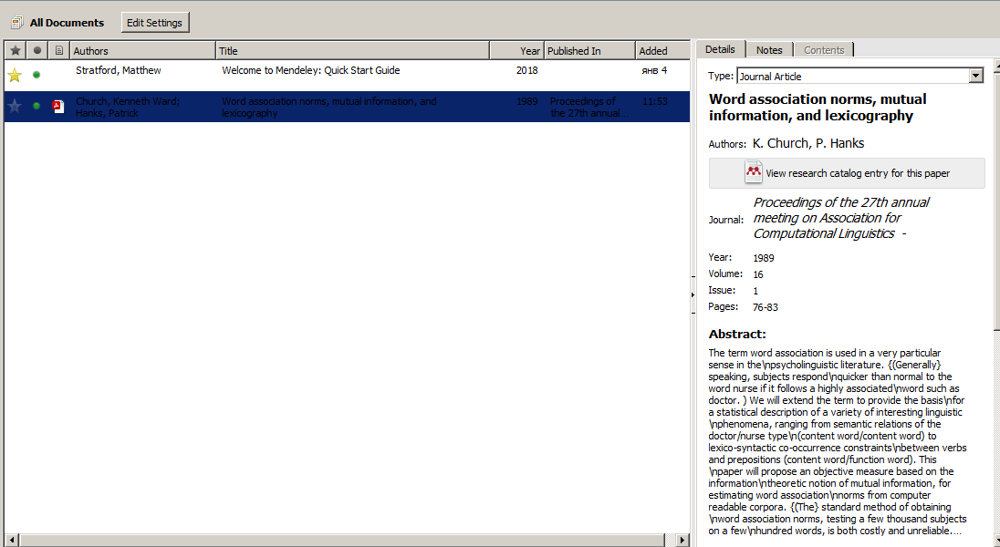 All Documents
Edit Settings
Authors
Title
Year
Published In
Added
Stratford, Matthew
Welcome to Mendeley: Quick Start Guide
2018
янв 4
Church, Kenneth Ward;
Hanks, Patrick
Word association norms, mutual information, and
lexicography
1989
Proceedings of
the 27th annual...
11:53
Details
Notes
Contents
Type:
Journal Article
Word association norms, mutual
information, and lexicography
Authors: K. Church, P. Hanks
View research catalog entry for this paper
Journal:
Proceedings of the 27th annual
meeting on Association for
Computational Linguistics -
Year: 1989
Volume: 16
Issue: 1
Pages: 76-83
Abstract:
The term word association is used in a very particular
sense in the\npsycholinguistic literature. {(Generally}
speaking, subjects respond\nquicker than normal to the
word nurse if it follows a highly associated\nword such as
doctor. ) We will extend the term to provide the basis\nfor
a statistical description of a variety of interesting linguistic
\nphenomena, ranging from semantic relations of the
doctor/nurse type\n(content word/content word) to
lexico-syntactic co-occurrence constraints\nbetween verbs
and prepositions (content word/function word). This
\npaper will propose an objective measure based on the
information\ntheoretic notion of mutual information, for
estimating word association\nnorms from computer
readable corpora. {(The} standard method of obtaining
\nword association norms, testing a few thousand subjects
on a few\nhundred words, is both costly and unreliable....